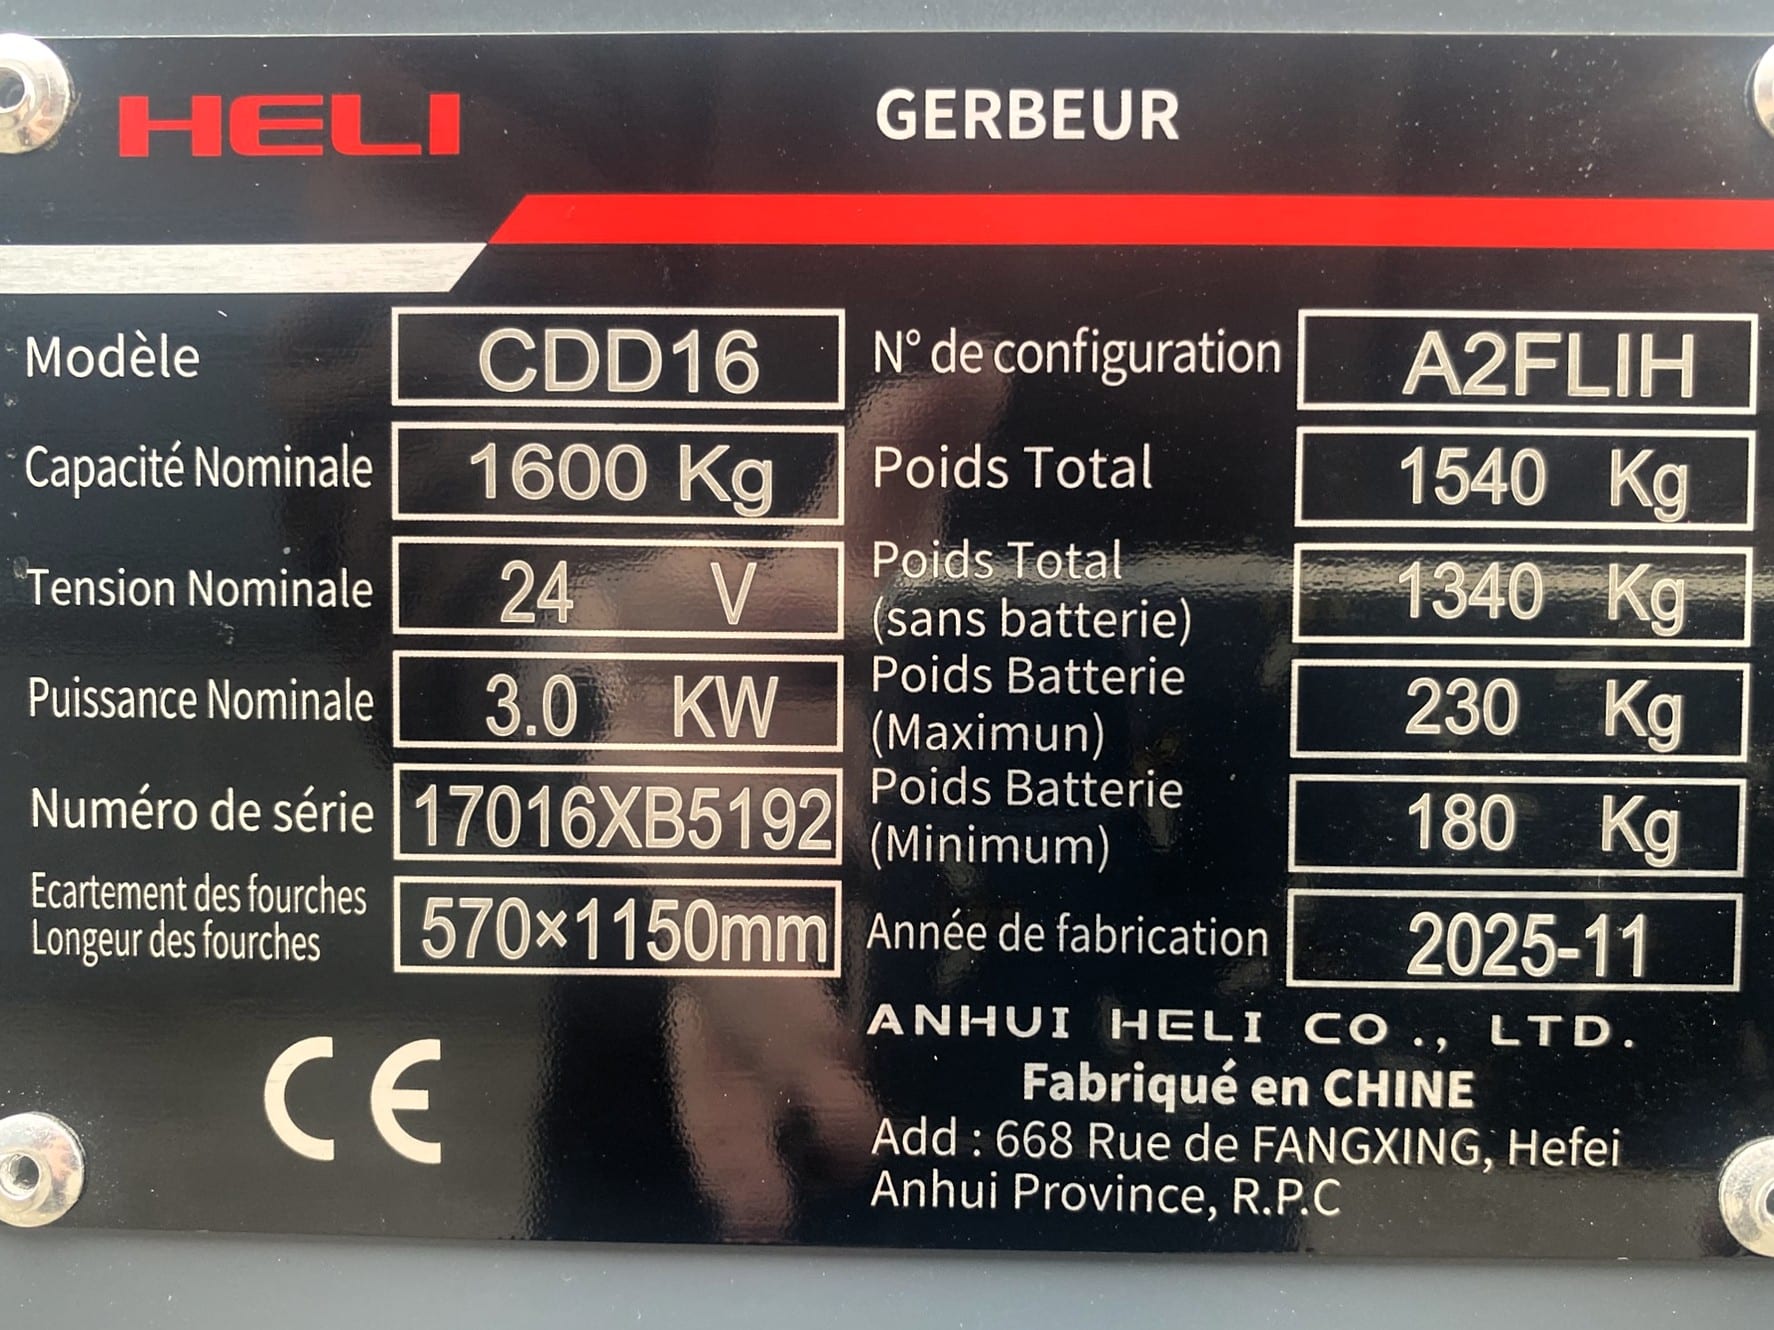 HELI
GERBEUR
Modèle CDD16
N° de configuration A2FLIH
Capacité Nominale 1600 Kg
Poids Total 1540 Kg
Tension Nominale 24 V
Poids Total
(sans batterie) 1340 Kg
Puissance Nominale 3.0 KW
Poids Batterie
(Maximun) 230 Kg
Numéro de série 17016XB5192
Poids Batterie
(Minimum) 180 Kg
Ecartement des fourches
Longeur des fourches 570×1150mm
Année de fabrication 2025-11
CE
ANHUI HELI CO., LTD.
Fabriqué en CHINE
Add : 668 Rue de FANGXING, Hefei
Anhui Province, R.P.C